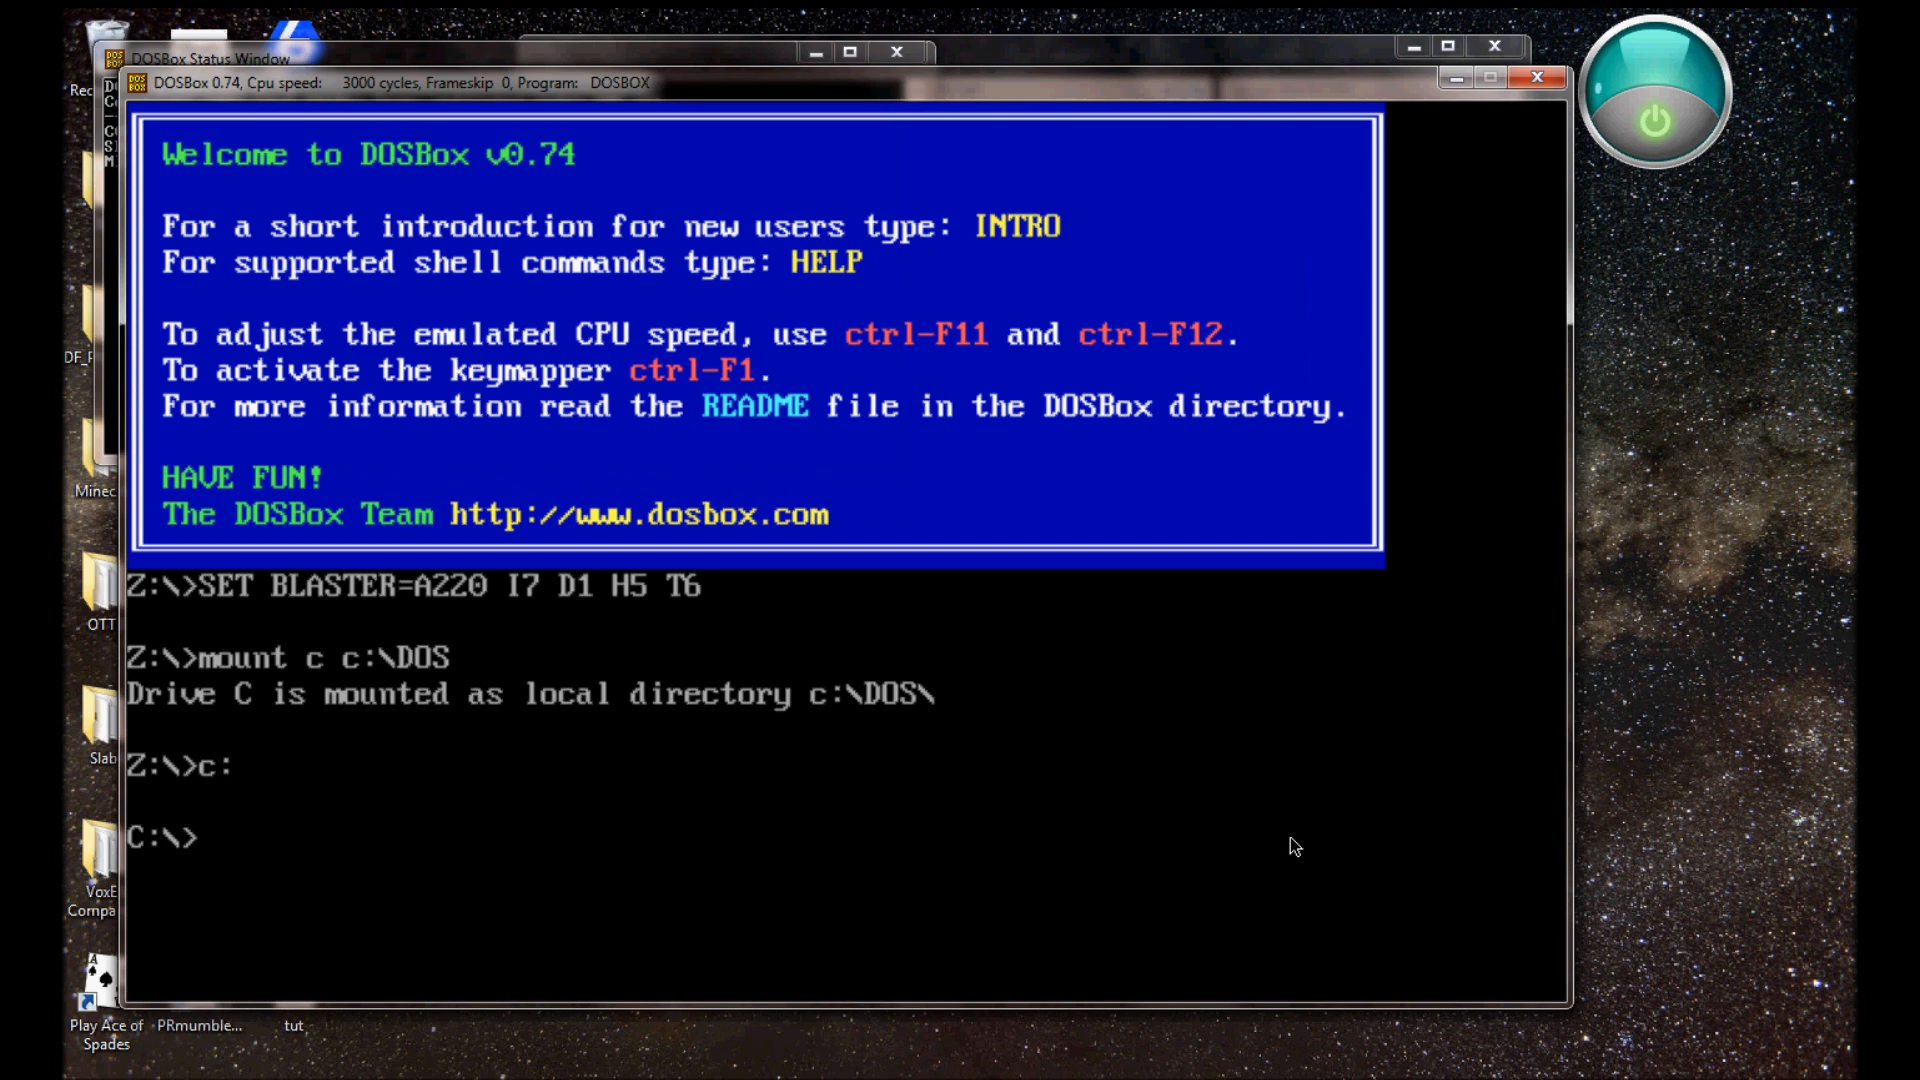 DOSBox Status Window
DOSBox 0.74, Cpu speed: 3000 cycles, Frameskip 0, Program: DOSBOX
Welcome to DOSBox v0.74
For a short introduction for new users type: INTRO
For supported shell commands type: HELP
To adjust the emulated CPU speed, use ctrl-F11 and ctrl-F12.
To activate the keymapper ctrl-F1.
For more information read the README file in the DOSBox directory.
HAVE FUN!
The DOSBox Team http://www.dosbox.com
Z:\>SET BLASTER=A220 I7 D1 H5 T6
Z:\>mount c c:\DOS
Drive C is mounted as local directory c:\DOS\
Z:\>c:
C:\>
Rec
DF_
Minec
OTT
Slab
VoxE
Compa
Play Ace of
Spades
PRmumble...
tut